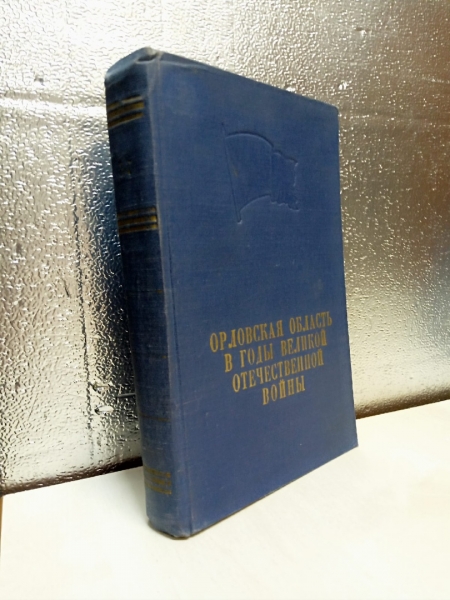 ОРЛОВСКАЯ ОБЛАСТЬ
В ГОДЫ ВЕЛИКОЙ
ОТЕЧЕСТВЕННОЙ
ВОЙНЫ